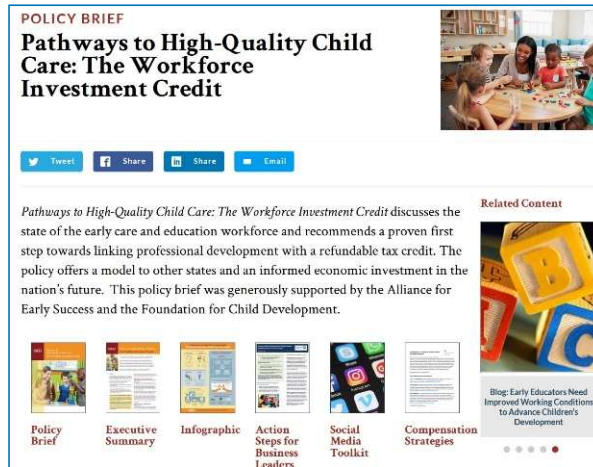 POLICY BRIEF
Pathways to High-Quality Child
Care: The Workforce
Investment Credit
Tweet
Share
Share
Email
Pathways to High-Quality Child Care: The Workforce Investment Credit discusses the
state of the early care and education workforce and recommends a proven first
step towards linking professional development with a refundable tax credit. The
policy offers a model to other states and an informed economic investment in the
nation's future. This policy brief was generously supported by the Alliance for
Early Success and the Foundation for Child Development.
Policy
Brief
Executive
Summary
Infographic
Action
Steps for
Business
Leaders
Social
Media
Toolkit
Compensation
Strategies
Related Content
B
C
Blog: Early Educators Need
Improved Working Conditions
to Advance Children's
Development